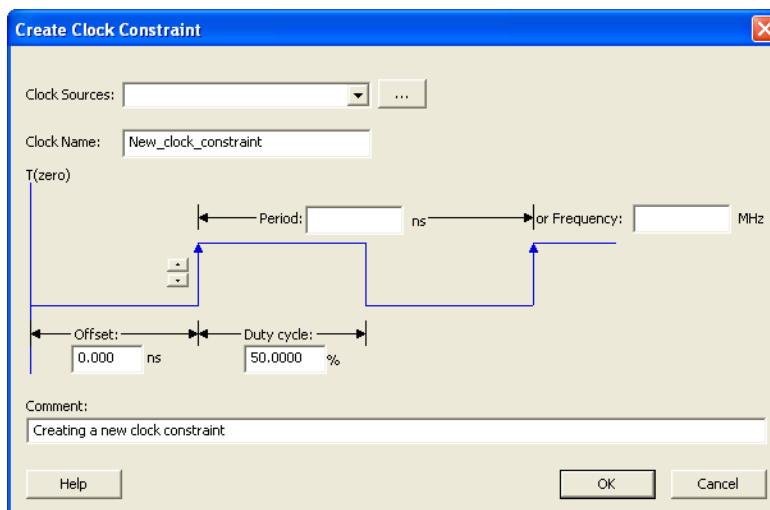 Create Clock Constraint
Clock Sources:
...
Clock Name: New_clock_constraint
T(zero)
Period: ns or Frequency: MHz
Offset: Duty cycle:
0.000 ns 50.0000 %
Comment:
Creating a new clock constraint
Help OK Cancel